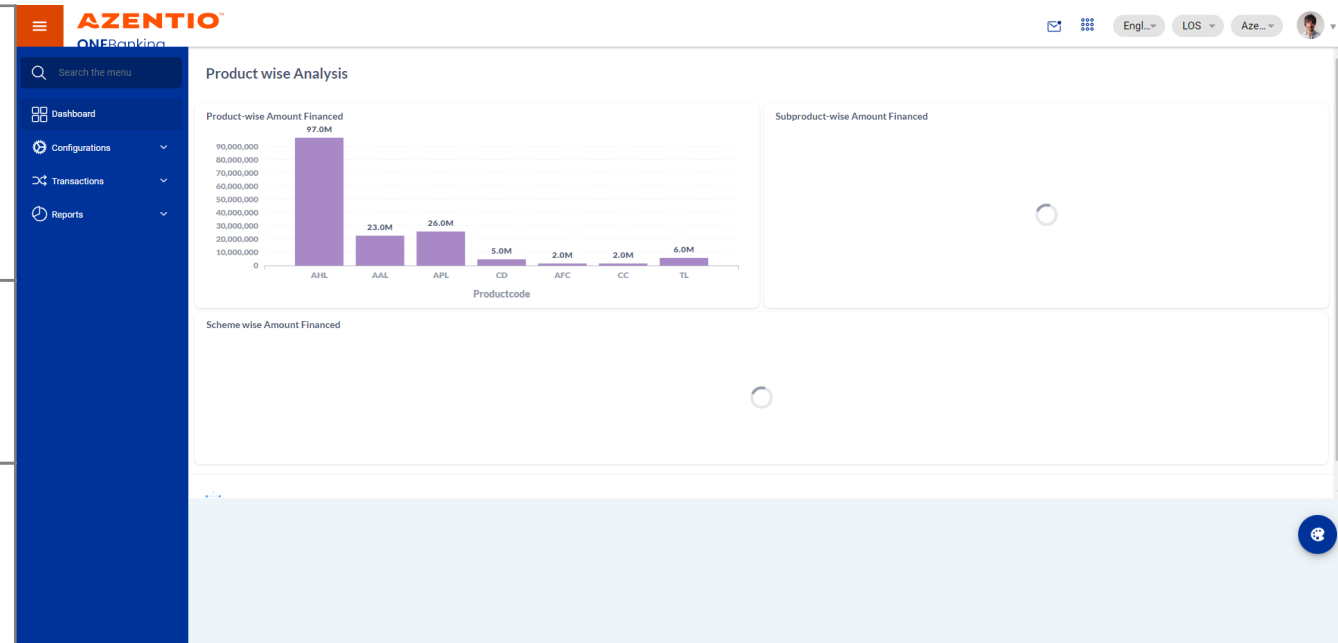 AZENTIO™
ONEBanking
Engl...
LOS
Aze...
Search the menu
Dashboard
Configurations
Transactions
Reports
Product wise Analysis
Product-wise Amount Financed
97.0M
90,000,000
80,000,000
70,000,000
60,000,000
50,000,000
40,000,000
30,000,000
20,000,000
10,000,000
0
23.0M
26.0M
5.0M
2.0M
2.0M
6.0M
AHL
AAL
APL
CD
AFC
CC
TL
Productcode
Subproduct-wise Amount Financed
Scheme wise Amount Financed